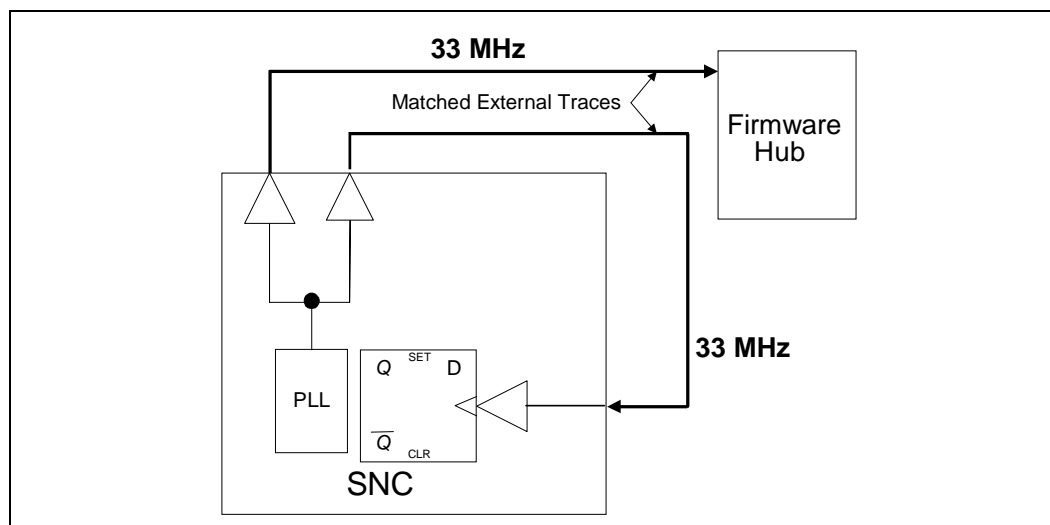 33 MHz
Matched External Traces
Firmware
Hub
33 MHz
SET
Q D
PLL
Q̅
CLR
SNC